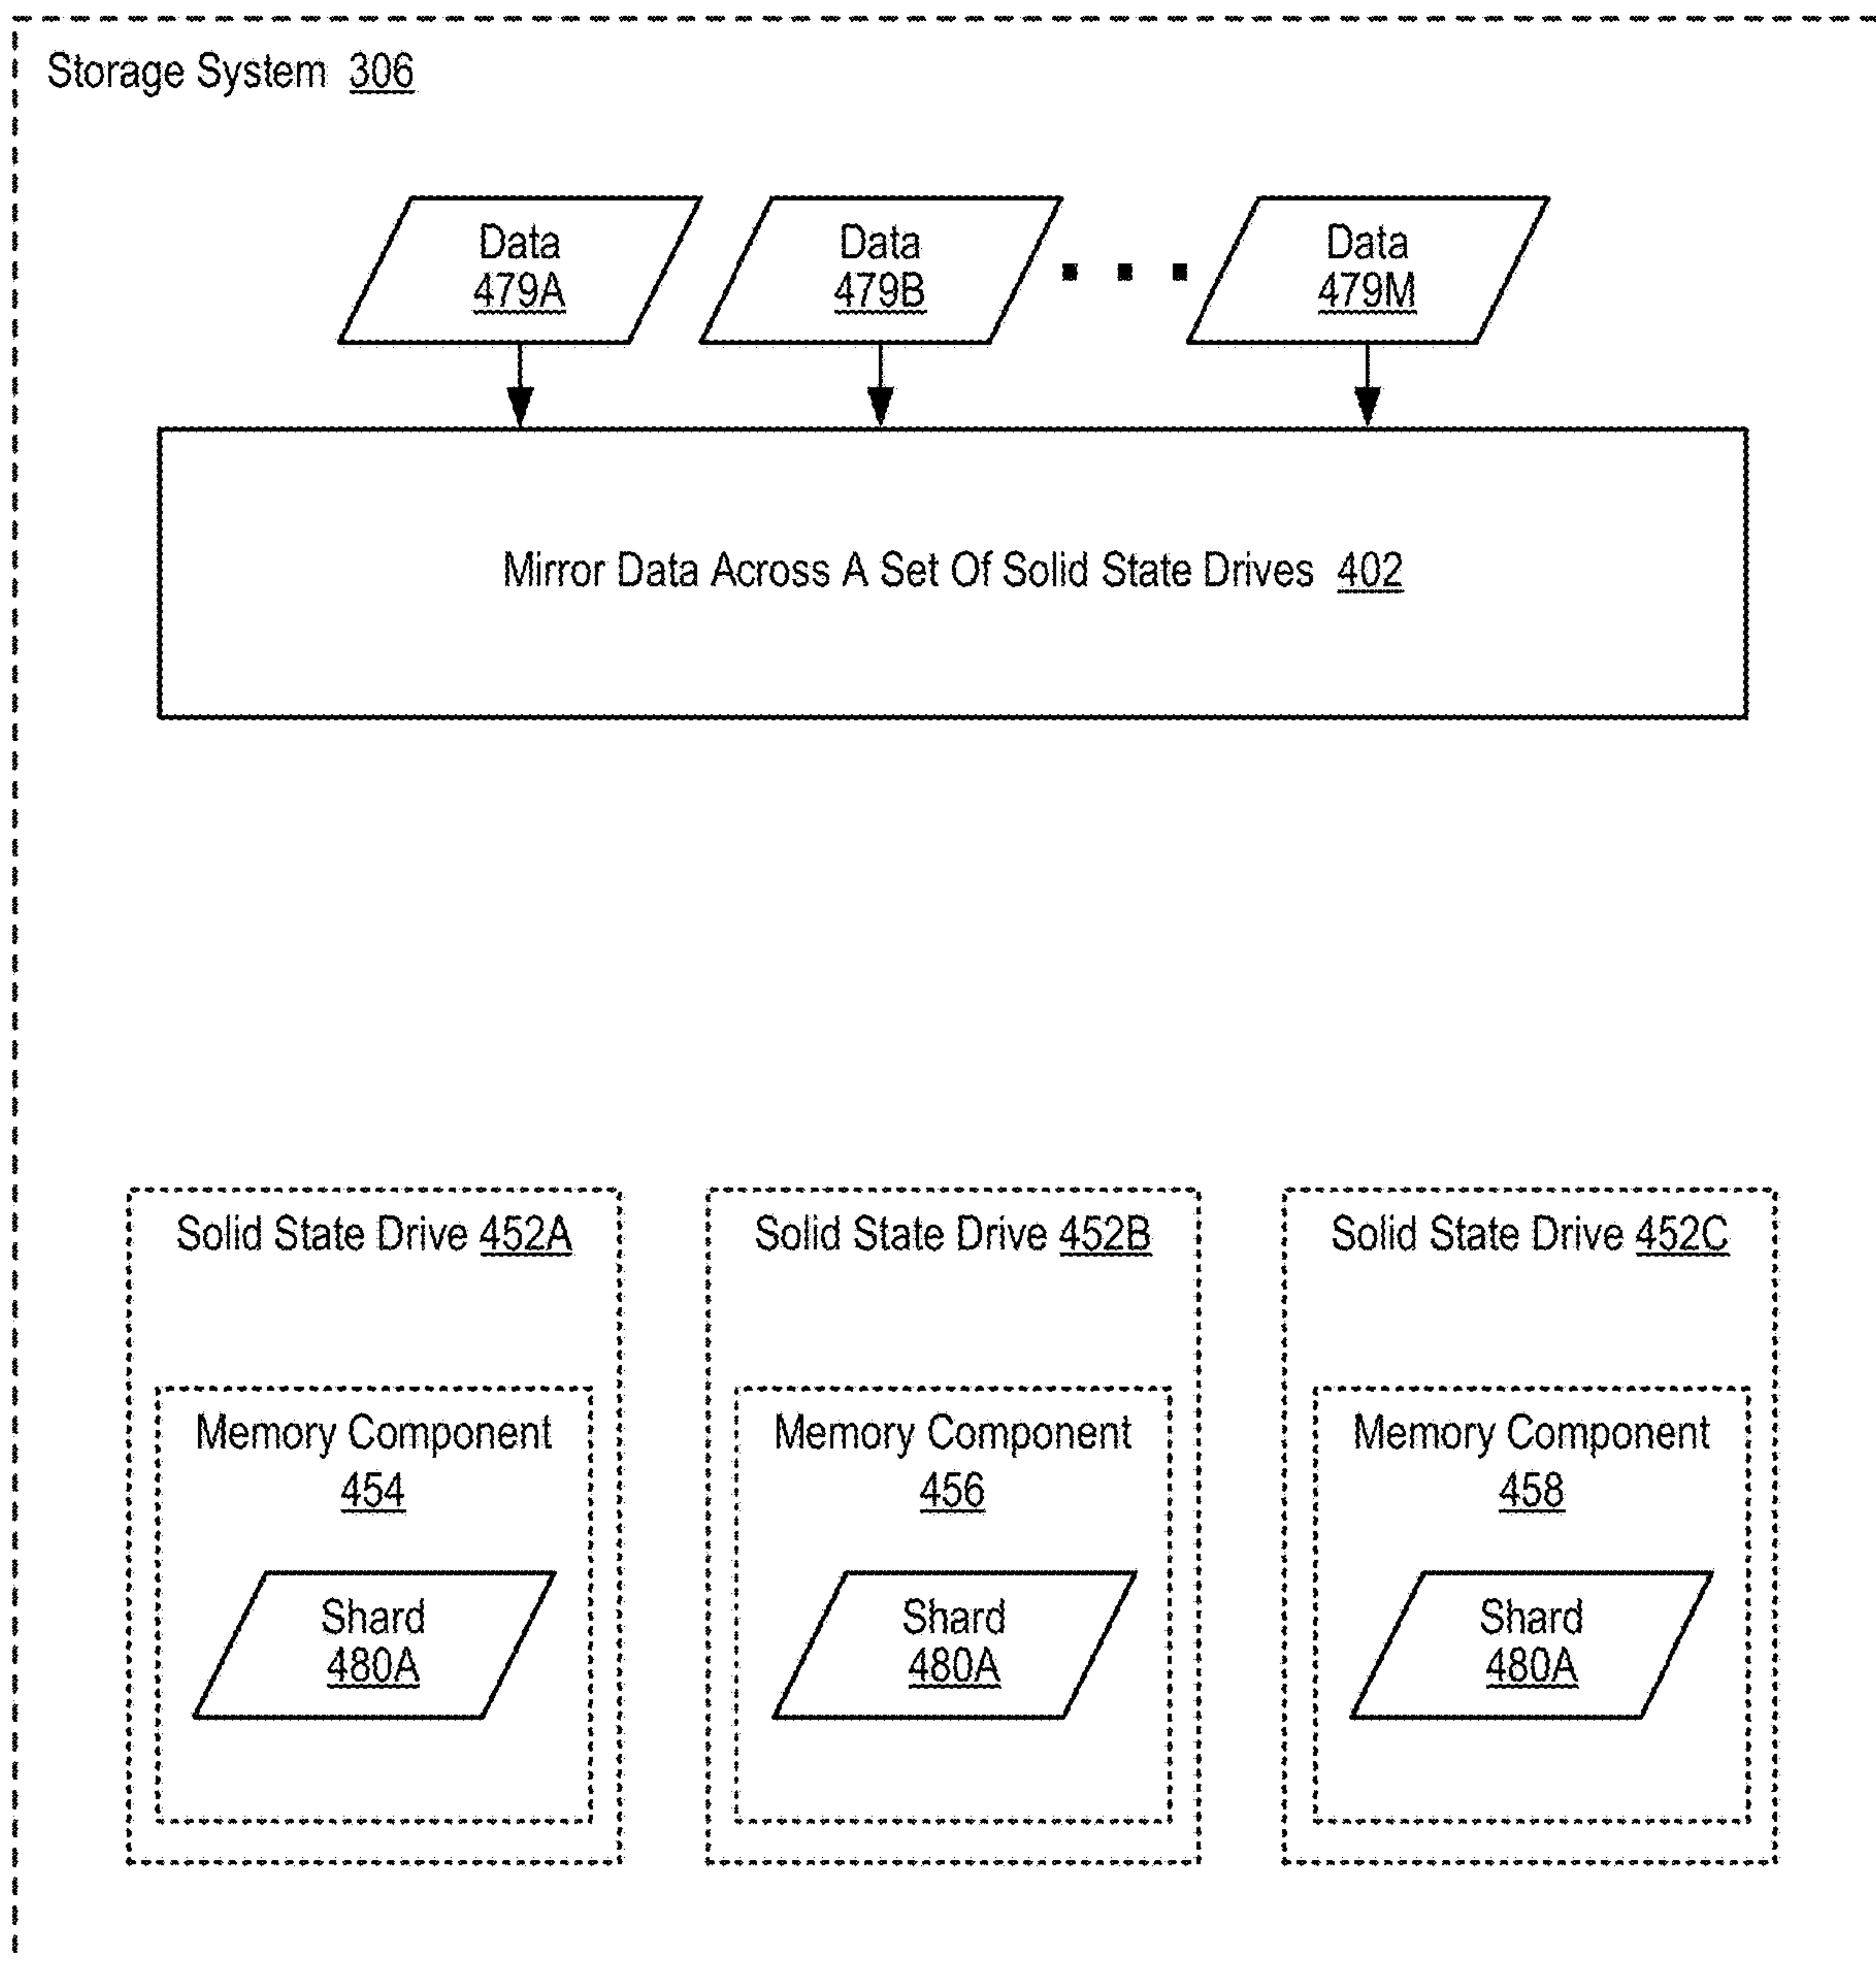 Storage System 306
Data
479A
Data
479B
Data
479M
Mirror Data Across A Set Of Solid State Drives 402
Solid State Drive 452A
Memory Component
454
Shard
480A
Solid State Drive 452B
Memory Component
456
Shard
480A
Solid State Drive 452C
Memory Component
458
Shard
480A